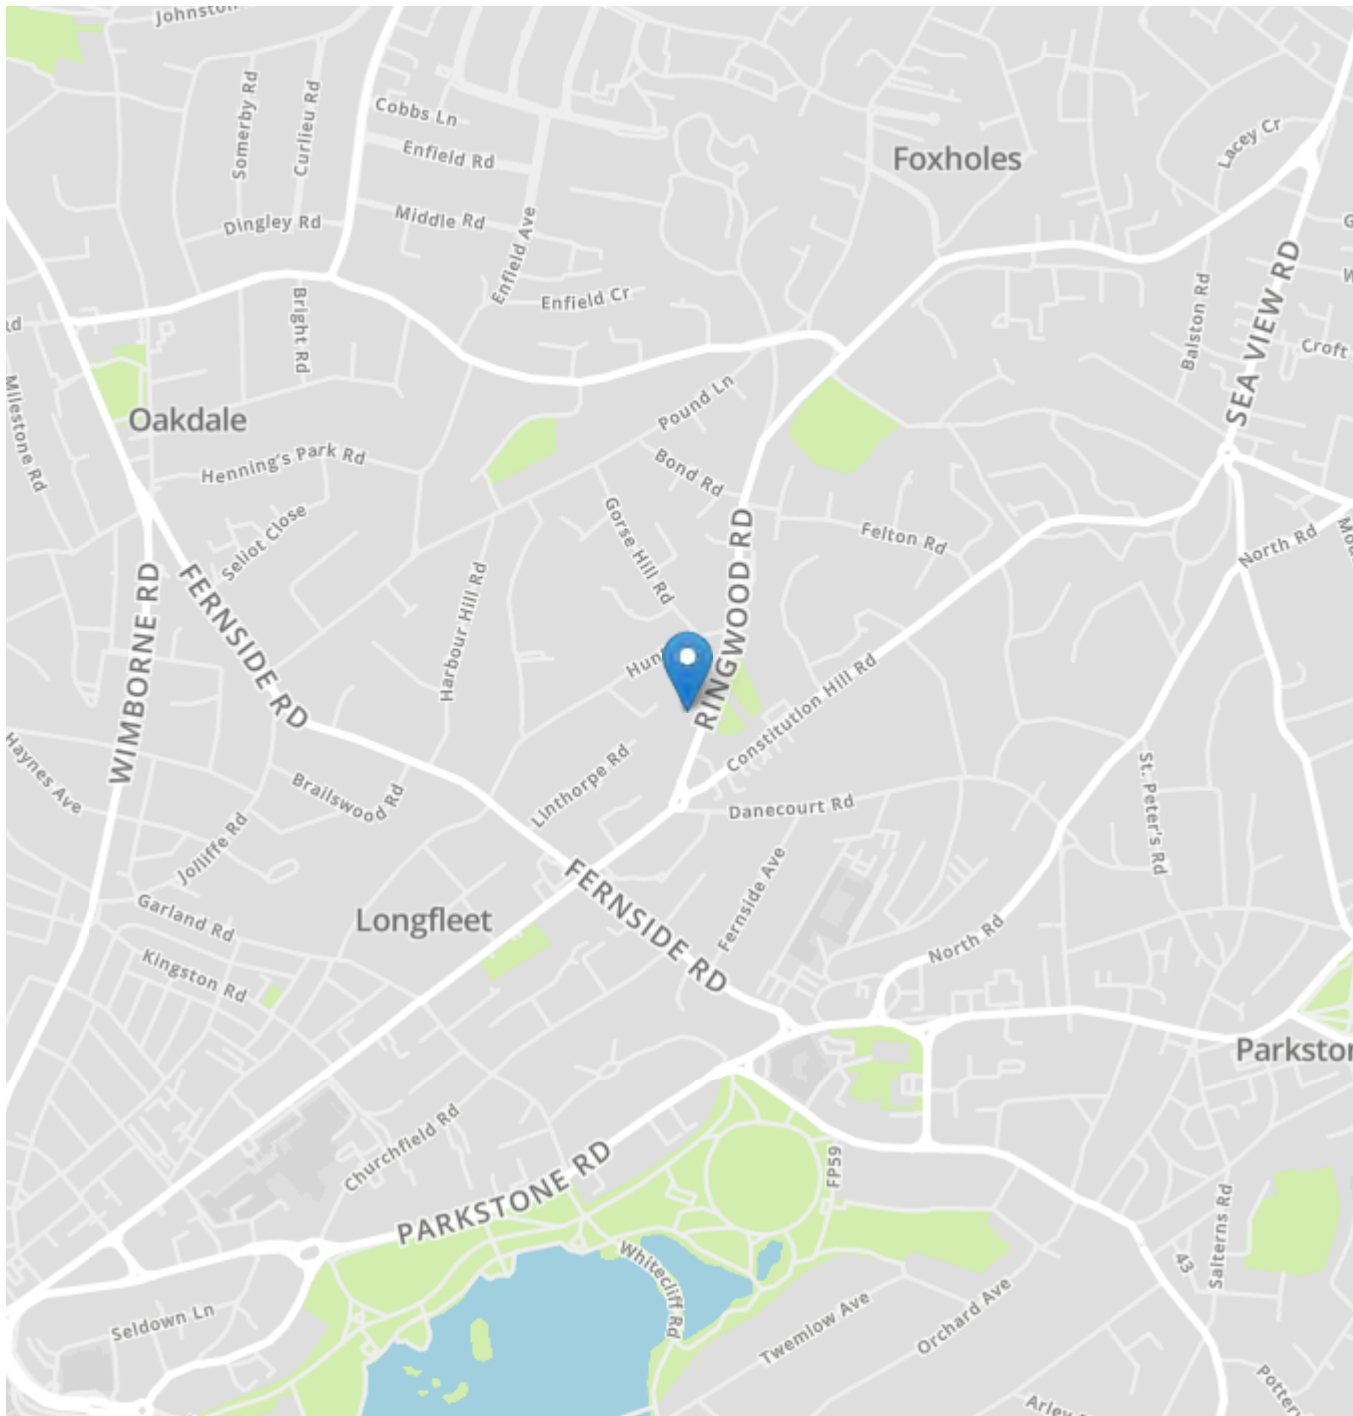 Johnston
Somerby Rd
Curlieu Rd
Cobbs Ln
Enfield Rd
Foxholes
Lacey Cr
Dingley Rd
Middle Rd
Enfield Ave
SEA VIEW RD
Enfield Cr
Bright Rd
Balston Rd
Croft
Rd
Milestone Rd
Oakdale
Pound Ln
Henning's Park Rd
Bond Rd
Seliot Close
Gorse Hill Rd
RINGWOOD RD
Felton Rd
North Rd
WIMBORNE RD
FERNSIDE RD
Harbour Hill Rd
Constitution Hill Rd
Haynes Ave
Brailswood Rd
Linthorpe Rd
Danecourt Rd
St. Peter's Rd
Jolliffe Rd
FERNSIDE RD
Fernside Ave
Garland Rd
Longfleet
North Rd
Kingston Rd
Parkston
Churchfield Rd
PARKSTONE RD
FP59
Salterns Rd
43
Whitecliff Rd
Seldown Ln
Twemlow Ave
Orchard Ave
Arley
Pottery